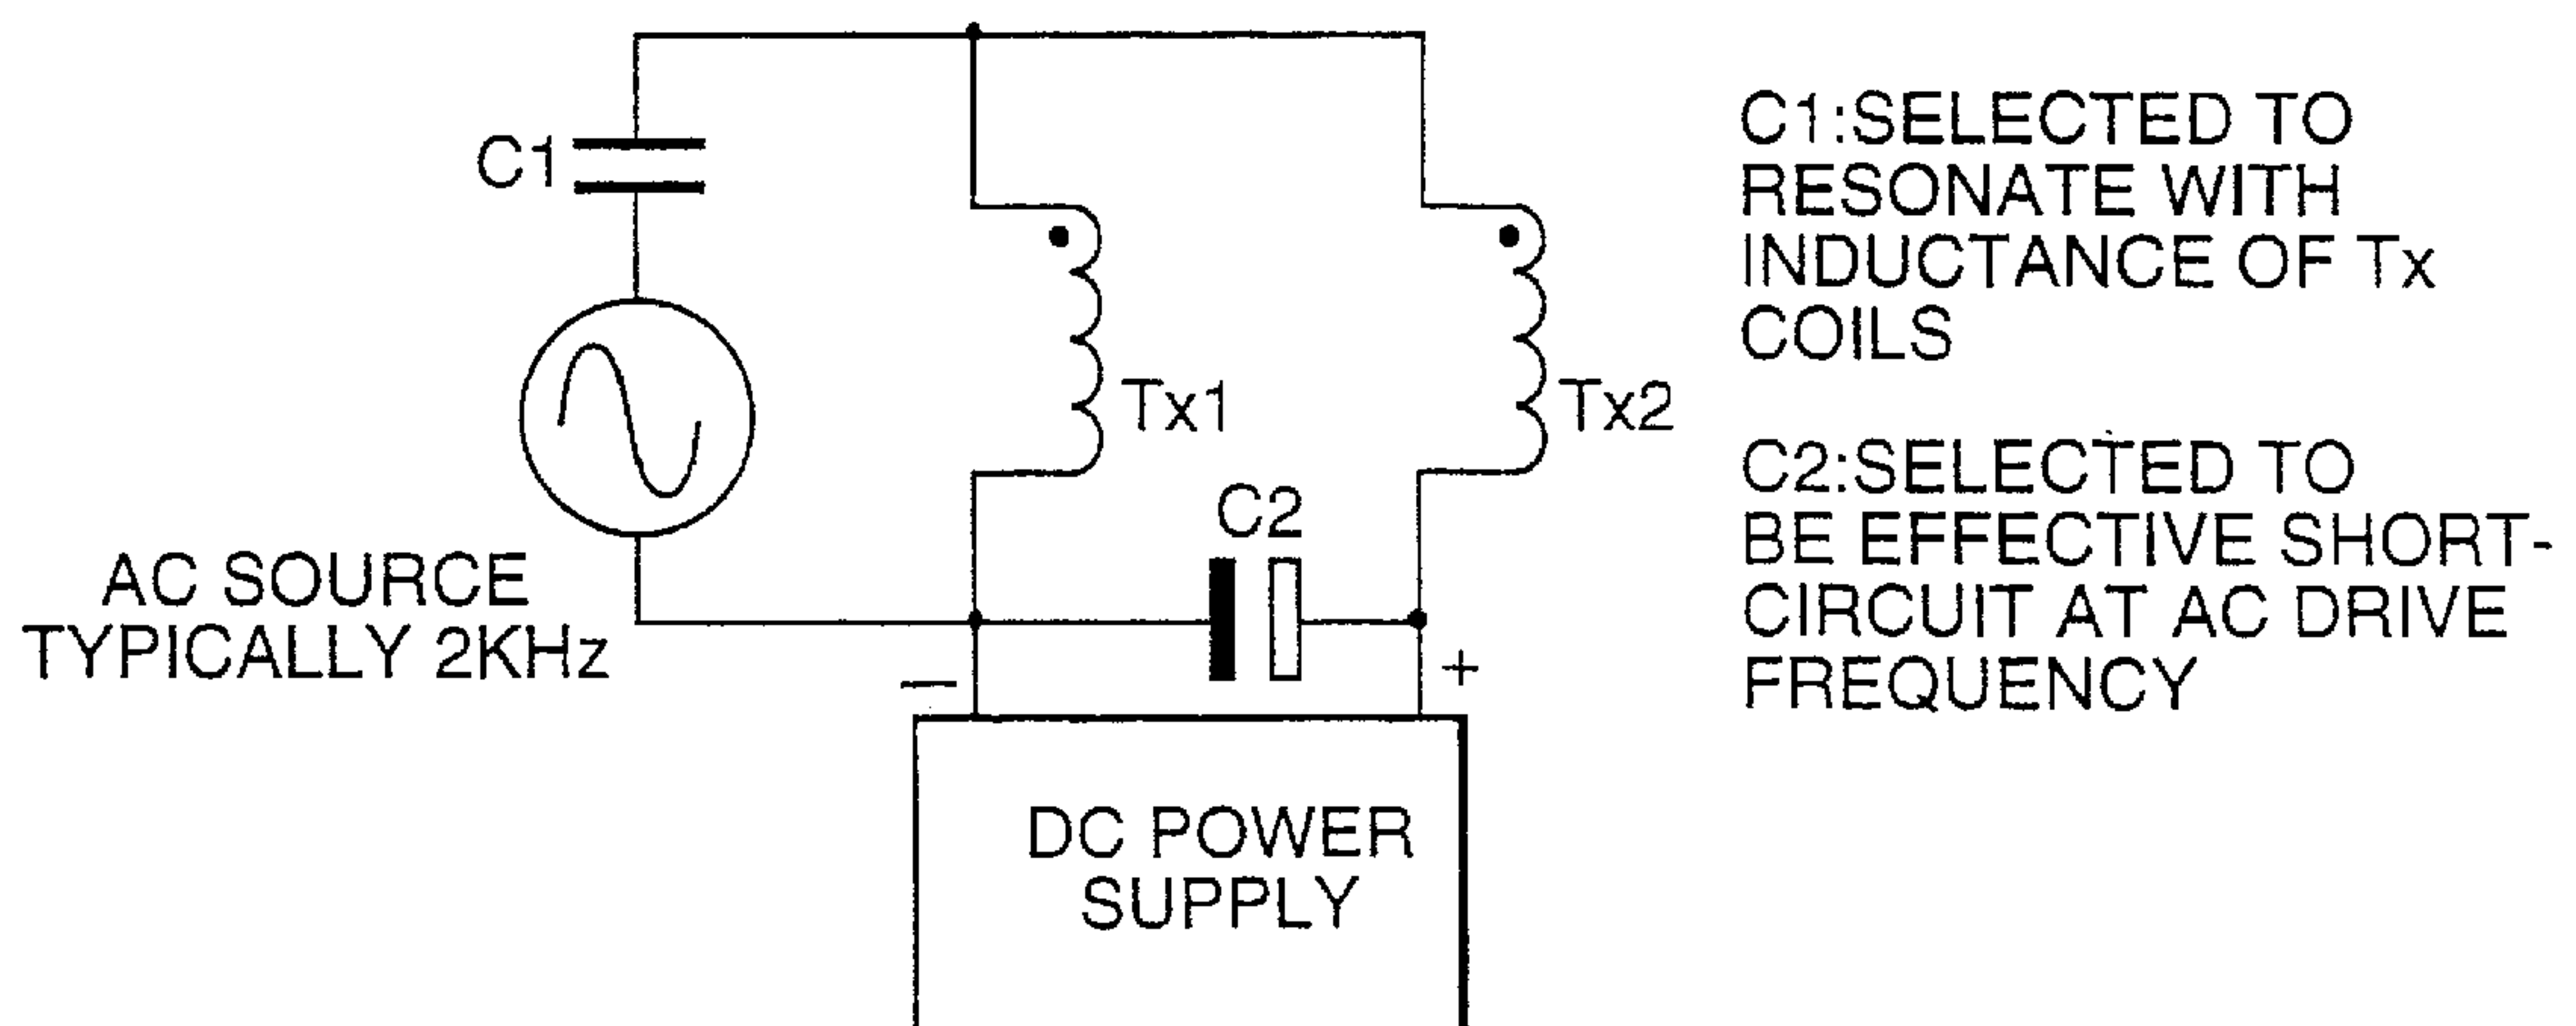 C1
AC SOURCE
TYPICALLY 2KHz
Tx1
Tx2
C2
—
+
DC POWER
SUPPLY
C1:SELECTED TO
RESONATE WITH
INDUCTANCE OF Tx
COILS
C2:SELECTED TO
BE EFFECTIVE SHORT-
CIRCUIT AT AC DRIVE
FREQUENCY